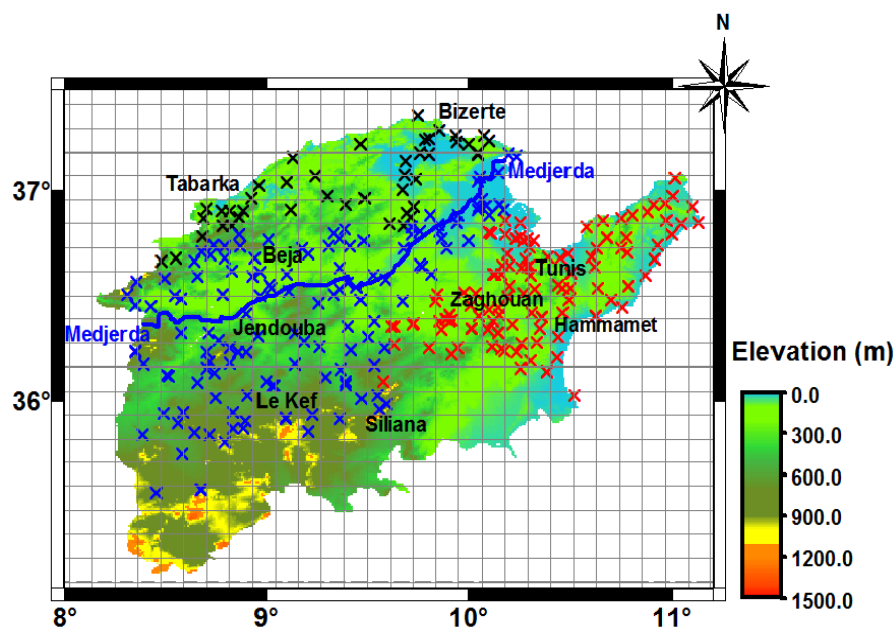 N
Bizerte
Medjerda
37°
Tabarka
Beja
Tunis
Zaghouan
Medjerda
Jendouba
Hammamet
Elevation (m)
36°
Le Kef
Siliana
0.0
300.0
600.0
900.0
1200.0
1500.0
8°
9°
10°
11°